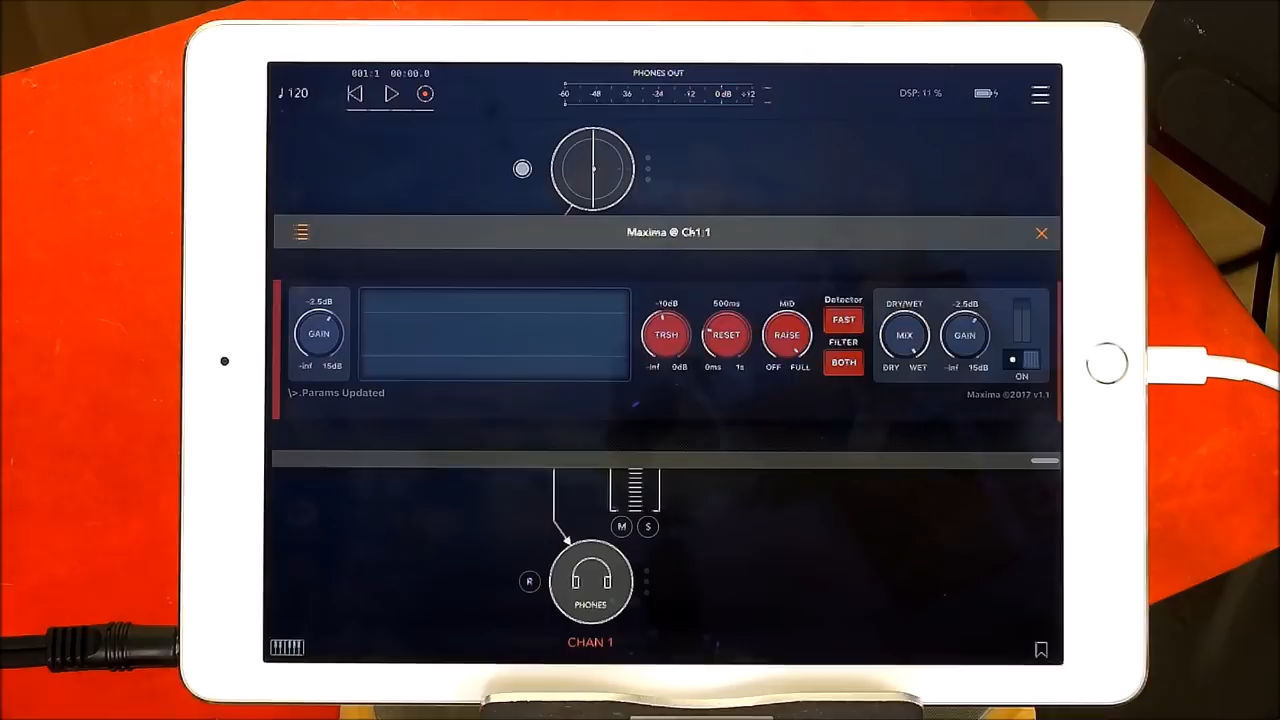 001:1 00:00.0
PHONES OUT
♩ 120
-60 -48 -36 -24 -12 0 dB +12
DSP: 11 %
Maxima @ Ch1:1
-2.5dB
GAIN
-inf 15dB
-10dB
TRSH
-inf 0dB
500ms
RESET
0ms 1s
MID
RAISE
OFF FULL
Detector
FAST
FILTER
BOTH
DRY/WET
MIX
DRY WET
-2.5dB
GAIN
-inf 15dB
ON
\>.Params Updated
Maxima ©2017 v1.1
M S
R
PHONES
CHAN 1